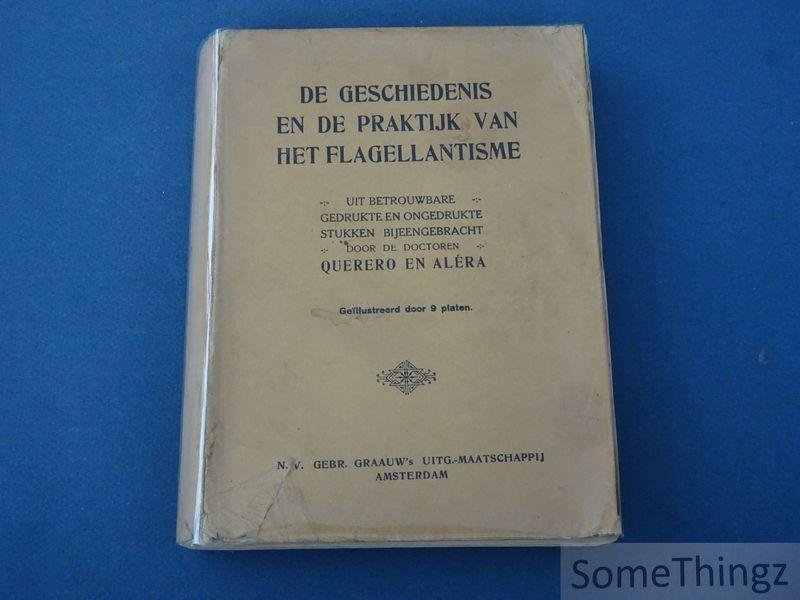 DE GESCHIEDENIS
EN DE PRAKTIJK VAN
HET FLAGELLANTISME
UIT BETROUWBARE
GEDRUKTE EN ONGEDRUKTE
STUKKEN BIJEENGEBRACHT
DOOR DE DOCTOREN
QUERERO EN ALÉRA
Geïllustreerd door 9 platen.
N. V. GEBR. GRAAUW's UITG.-MAATSCHAPPIJ
AMSTERDAM
SomeThingz